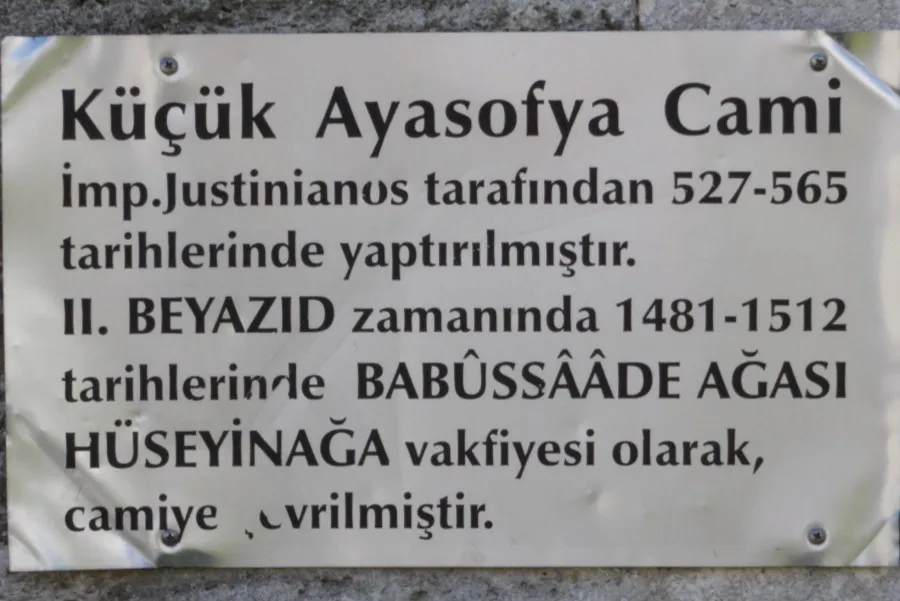 Küçük Ayasofya Cami
İmp.Justinianos tarafından 527-565
tarihlerinde yaptırılmıştır.
II. BEYAZID zamanında 1481-1512
tarihlerinde BABÛSSÂÂDE AĞASI
HÜSEYİNAĞA vakfiyesi olarak,
camiye çevrilmiştir.